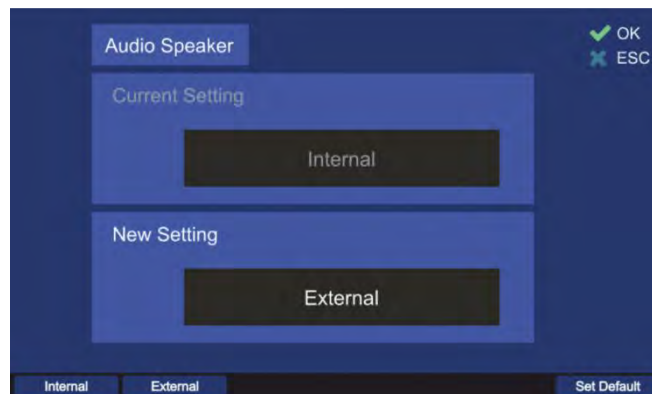 Audio Speaker
OK
ESC
Current Setting
Internal
New Setting
External
Internal External Set Default